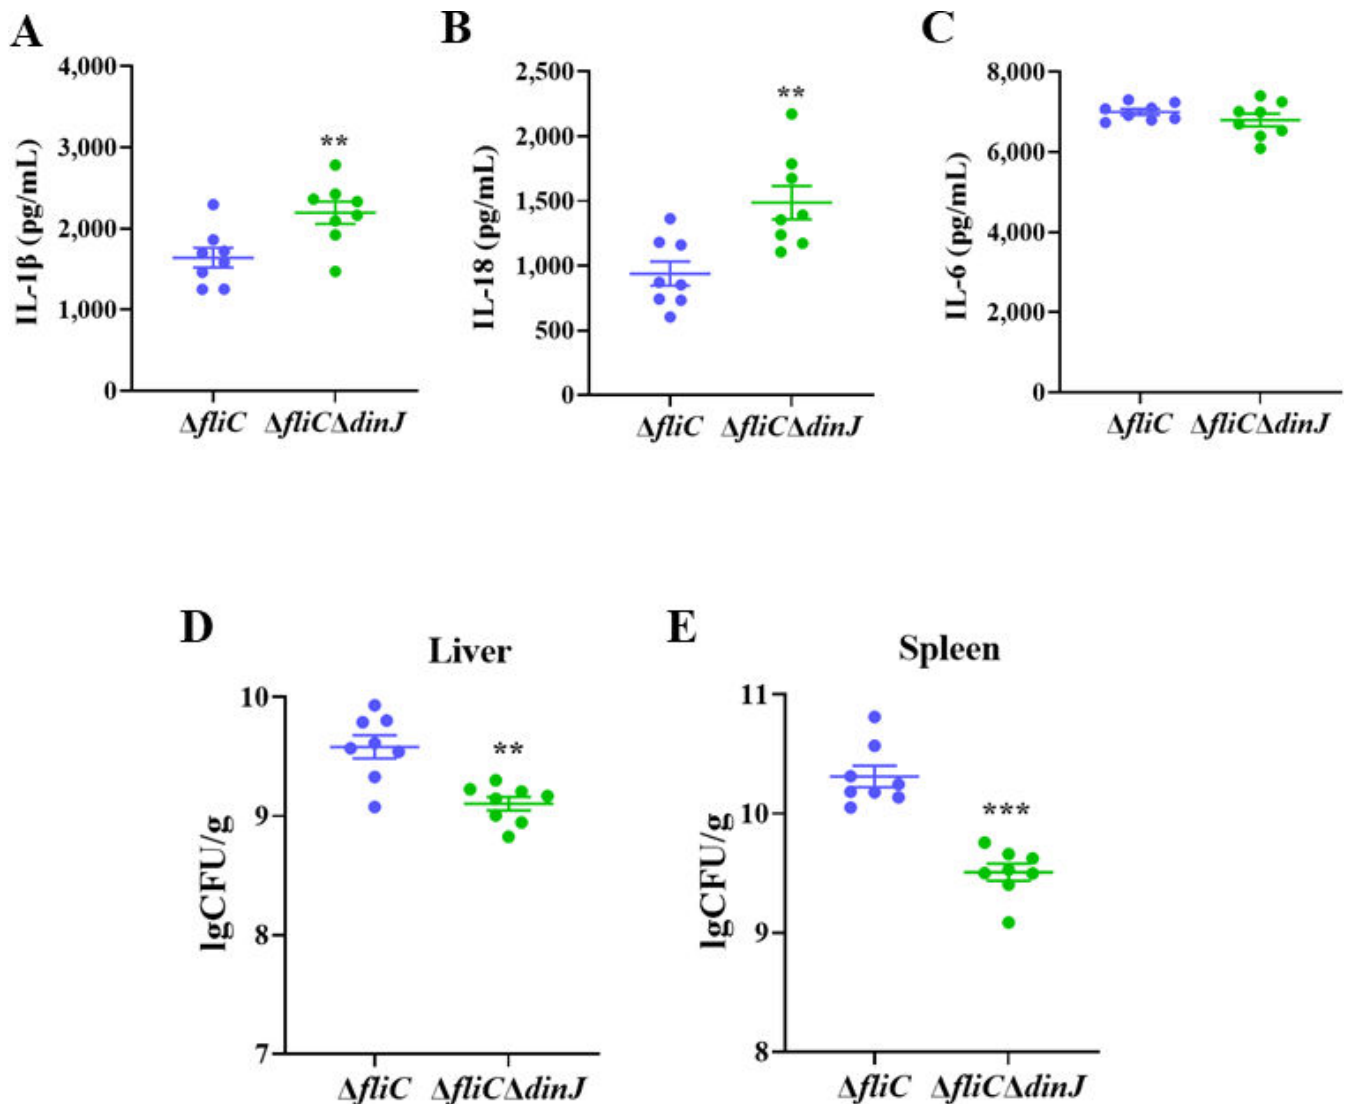 A
IL-1β (pg/mL)
4,000
3,000
2,000
1,000
0
**
ΔfliC ΔfliCΔdinJ
B
IL-18 (pg/mL)
2,500
2,000
1,500
1,000
500
0
**
ΔfliC ΔfliCΔdinJ
C
IL-6 (pg/mL)
8,000
6,000
4,000
2,000
0
ΔfliC ΔfliCΔdinJ
D
Liver
lgCFU/g
10
9
8
7
**
ΔfliC ΔfliCΔdinJ
E
Spleen
lgCFU/g
11
10
9
8
***
ΔfliC ΔfliCΔdinJ